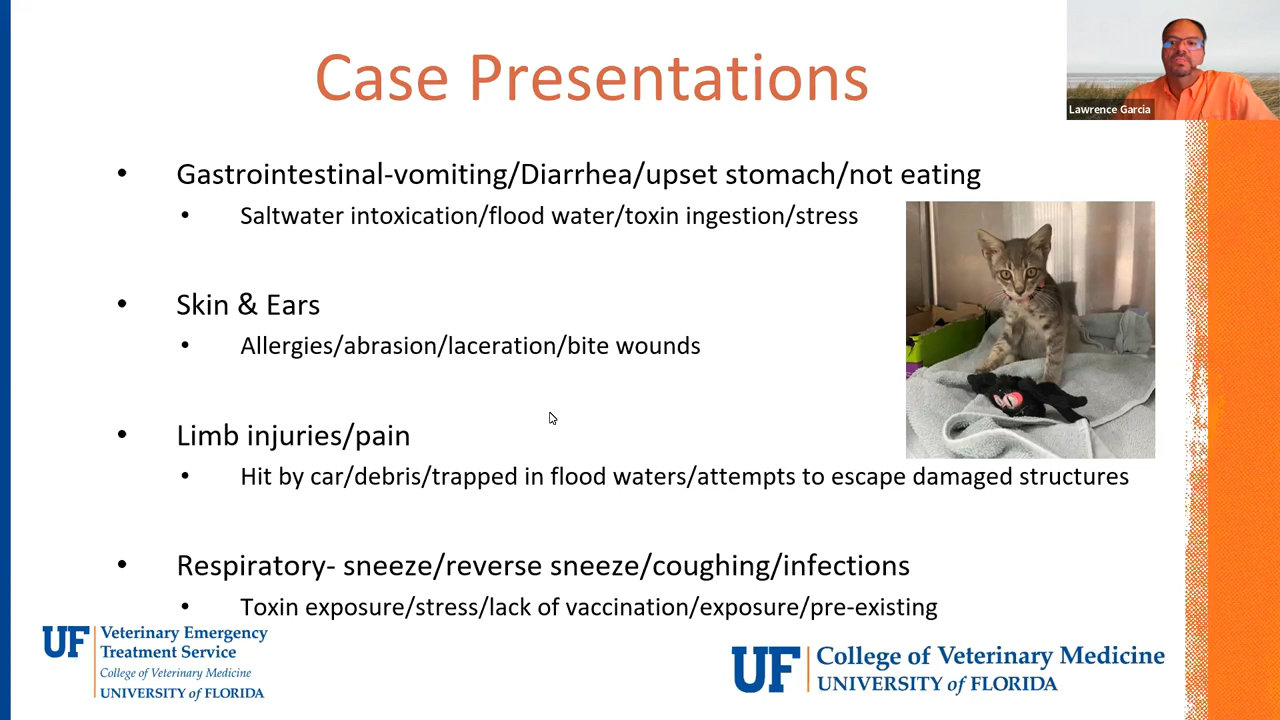 Case Presentations
Lawrence Garcia
• Gastrointestinal-vomiting/Diarrhea/upset stomach/not eating
• Saltwater intoxication/flood water/toxin ingestion/stress
• Skin & Ears
• Allergies/abrasion/laceration/bite wounds
• Limb injuries/pain
• Hit by car/debris/trapped in flood waters/attempts to escape damaged structures
• Respiratory- sneeze/reverse sneeze/coughing/infections
• Toxin exposure/stress/lack of vaccination/exposure/pre-existing
UF
Veterinary Emergency
Treatment Service
College of Veterinary Medicine
UNIVERSITY of FLORIDA
UF
College of Veterinary Medicine
UNIVERSITY of FLORIDA